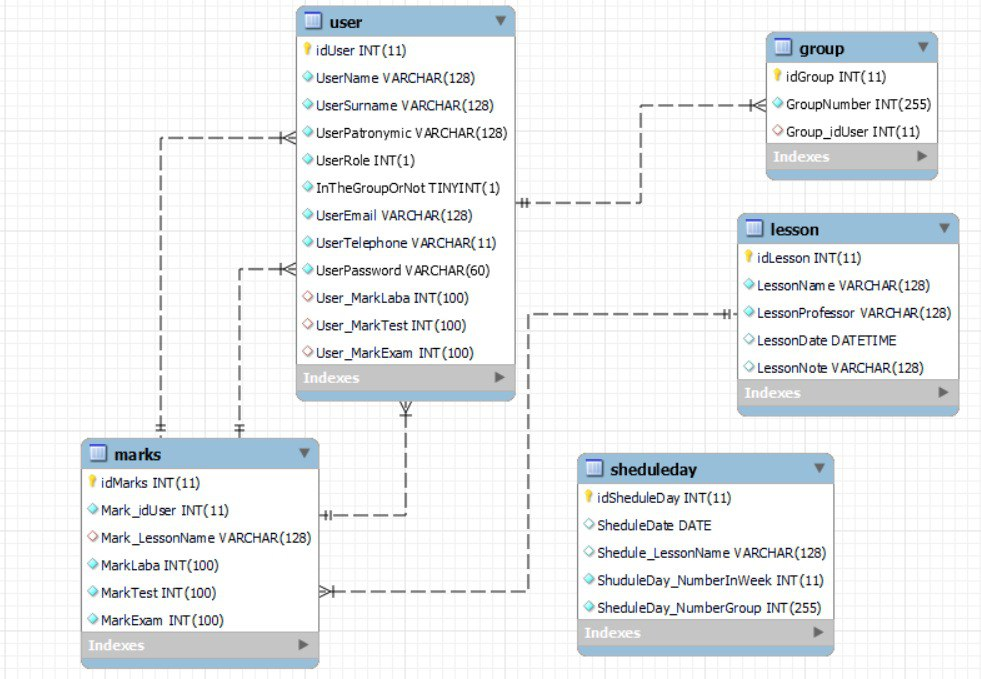 user
idUser INT(11)
UserName VARCHAR(128)
UserSurname VARCHAR(128)
UserPatronymic VARCHAR(128)
UserRole INT(1)
InTheGroupOrNot TINYINT(1)
UserEmail VARCHAR(128)
UserTelephone VARCHAR(11)
UserPassword VARCHAR(60)
User_MarkLaba INT(100)
User_MarkTest INT(100)
User_MarkExam INT(100)
Indexes
group
idGroup INT(11)
GroupNumber INT(255)
Group_idUser INT(11)
Indexes
lesson
idLesson INT(11)
LessonName VARCHAR(128)
LessonProfessor VARCHAR(128)
LessonDate DATETIME
LessonNote VARCHAR(128)
Indexes
marks
idMarks INT(11)
Mark_idUser INT(11)
Mark_LessonName VARCHAR(128)
MarkLaba INT(100)
MarkTest INT(100)
MarkExam INT(100)
Indexes
sheduleday
idSheduleDay INT(11)
SheduleDate DATE
Shedule_LessonName VARCHAR(128)
ShuduleDay_NumberInWeek INT(11)
SheduleDay_NumberGroup INT(255)
Indexes